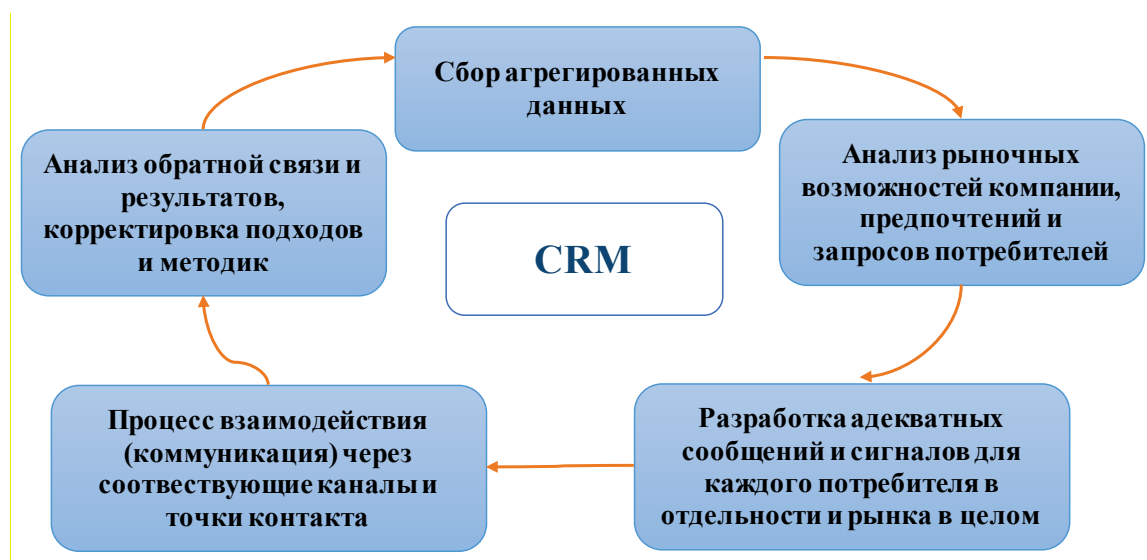 Сбор агрегированных
данных
Анализ рыночных
возможностей компании,
предпочтений и
запросов потребителей
Разработка адекватных
сообщений и сигналов для
каждого потребителя в
отдельности и рынка в целом
Процесс взаимодействия
(коммуникация) через
соотвествующие каналы и
точки контакта
Анализ обратной связи и
результатов,
корректировка подходов
и методик
CRM